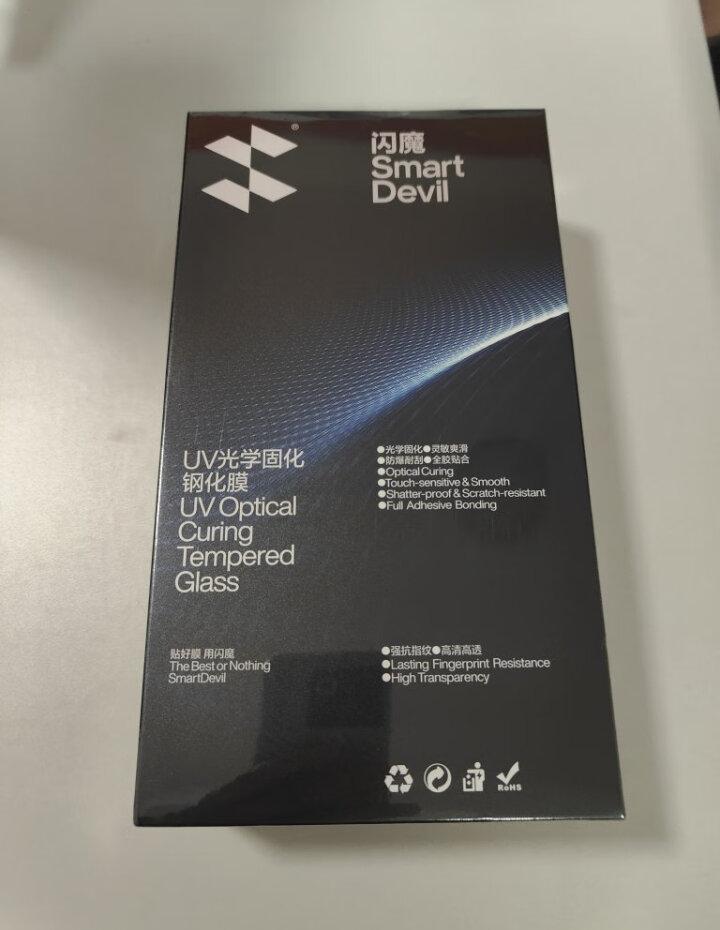 ®
闪魔
Smart
Devil
UV光学固化
钢化膜
UV Optical
Curing
Tempered
Glass
●光学固化●灵敏爽滑
●防爆耐刮●全胶贴合
●Optical Curing
●Touch-sensitive & Smooth
●Shatter-proof & Scratch-resistant
●Full Adhesive Bonding
贴好膜 用闪魔
The Best or Nothing
SmartDevil
●强抗指纹●高清高透
●Lasting Fingerprint Resistance
●High Transparency
RoHS